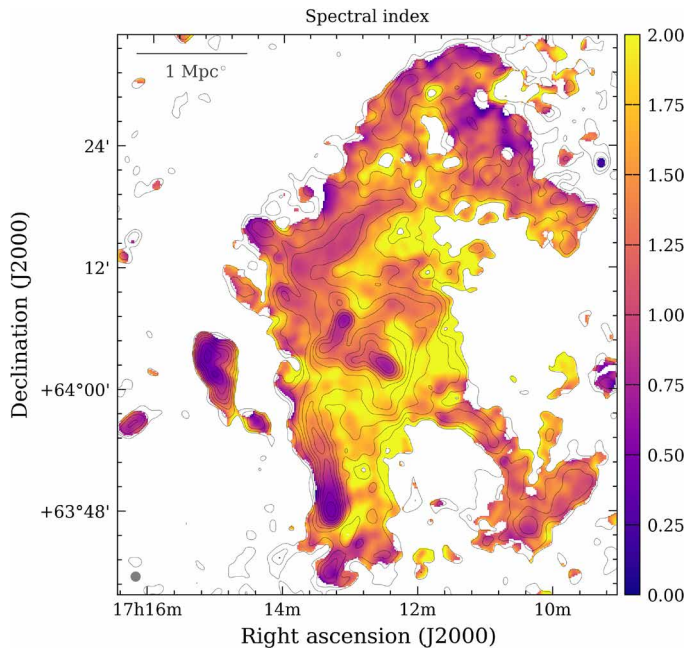 Spectral index
1 Mpc
24'
12'
+64°00'
+63°48'
17h16m
14m
12m
10m
Right ascension (J2000)
Declination (J2000)
2.00
1.75
1.50
1.25
1.00
0.75
0.50
0.25
0.00